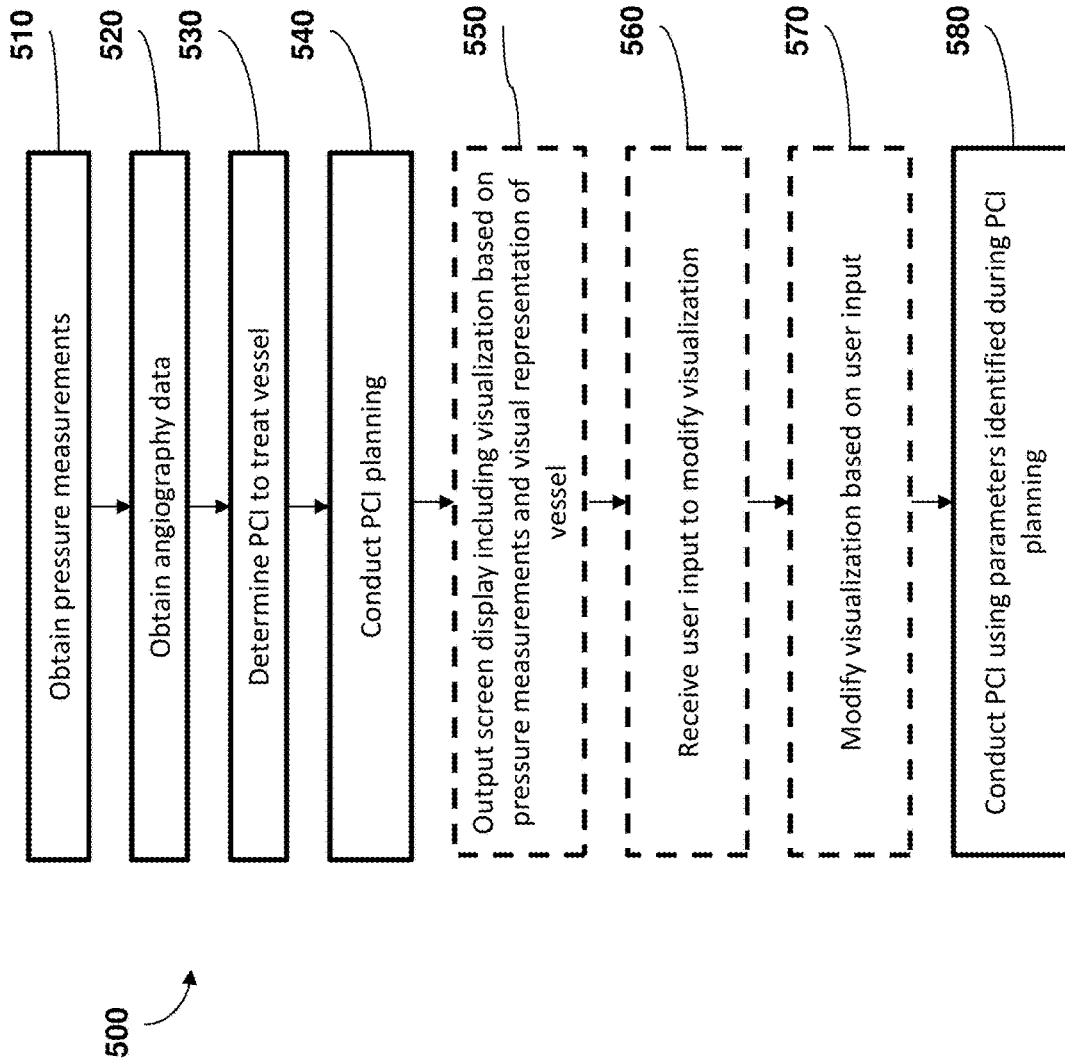 500
510
Obtain pressure measurements
520
Obtain angiography data
530
Determine PCI to treat vessel
540
Conduct PCI planning
550
Output screen display including visualization based on
pressure measurements and visual representation of
vessel
560
Receive user input to modify visualization
570
Modify visualization based on user input
580
Conduct PCI using parameters identified during PCI
planning